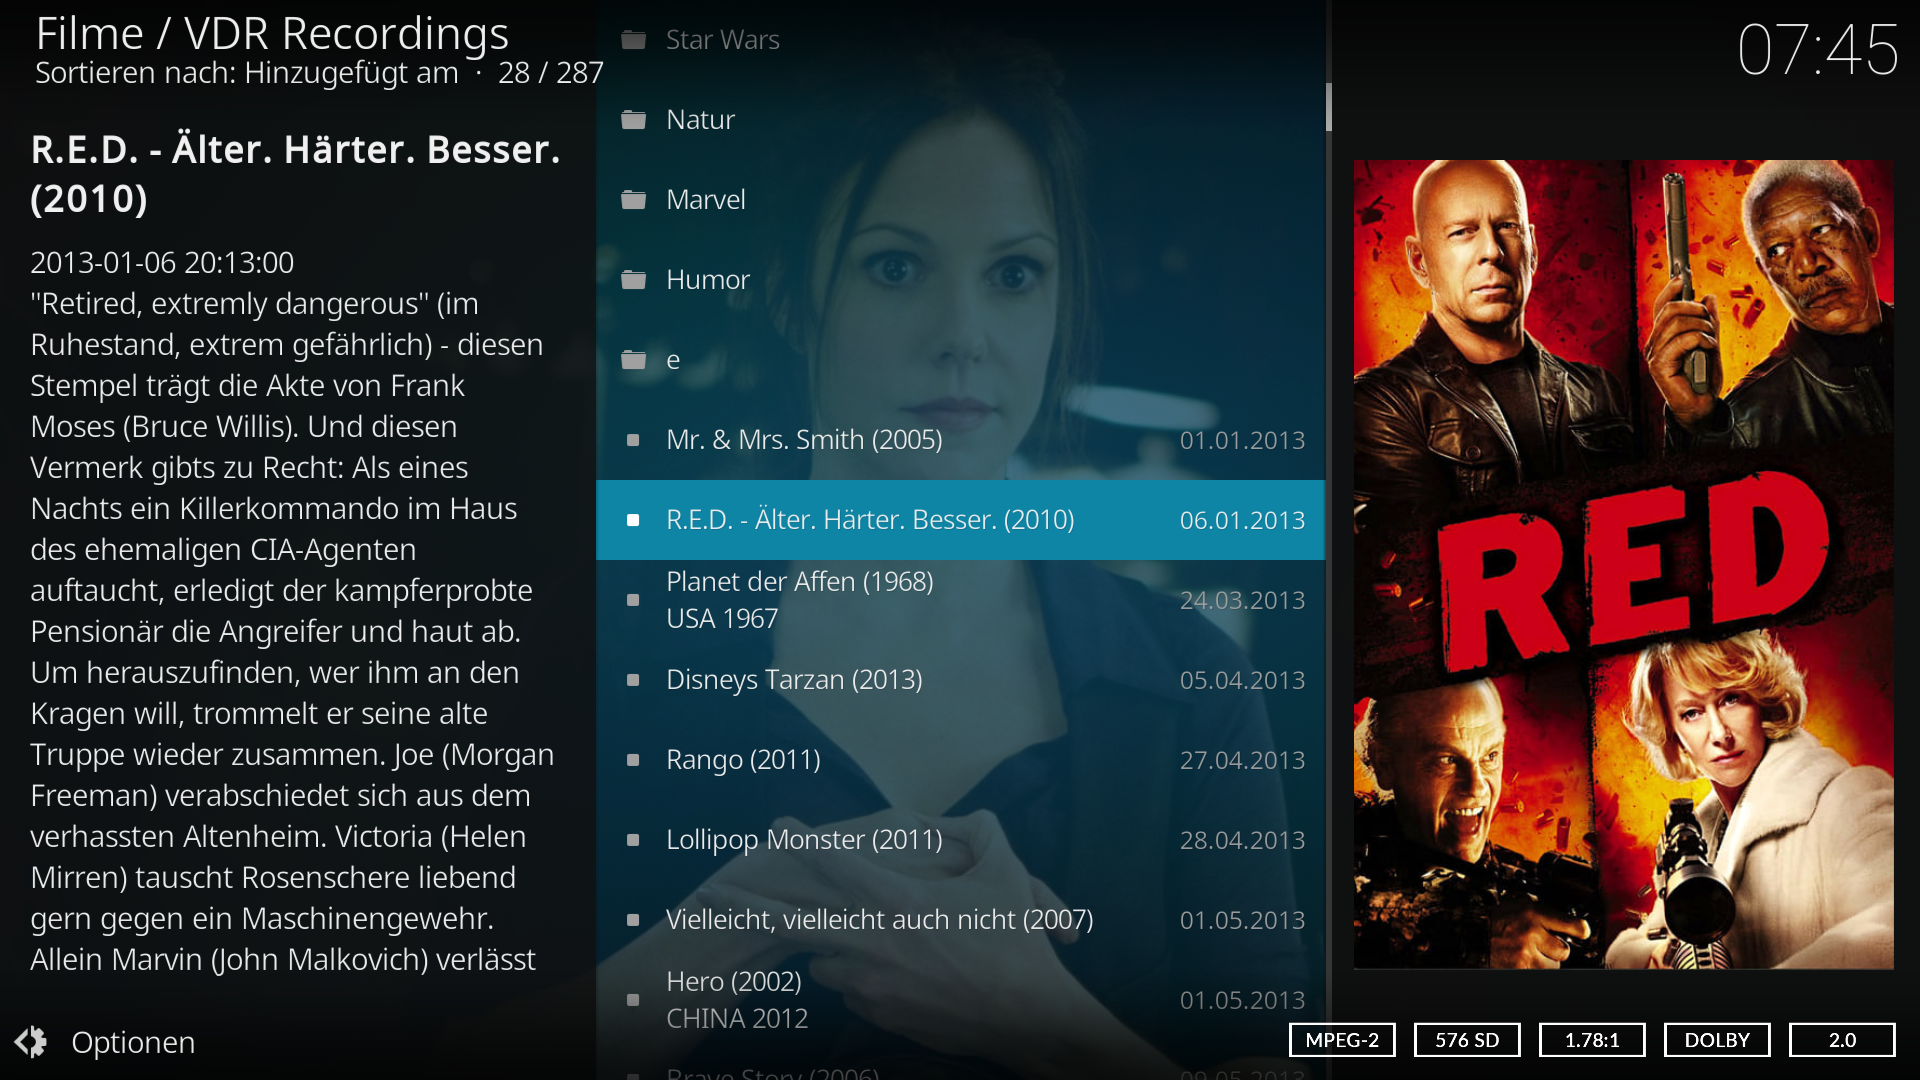 Filme / VDR Recordings
Sortieren nach: Hinzugefügt am · 28 / 287
07:45
R.E.D. - Älter. Härter. Besser.
(2010)
2013-01-06 20:13:00
"Retired, extremly dangerous" (im
Ruhestand, extrem gefährlich) - diesen
Stempel trägt die Akte von Frank
Moses (Bruce Willis). Und diesen
Vermerk gibts zu Recht: Als eines
Nachts ein Killerkommando im Haus
des ehemaligen CIA-Agenten
auftaucht, erledigt der kampferprobte
Pensionär die Angreifer und haut ab.
Um herauszufinden, wer ihm an den
Kragen will, trommelt er seine alte
Truppe wieder zusammen. Joe (Morgan
Freeman) verabschiedet sich aus dem
verhassten Altenheim. Victoria (Helen
Mirren) tauscht Rosenschere liebend
gern gegen ein Maschinengewehr.
Allein Marvin (John Malkovich) verlässt
Optionen
Star Wars
Natur
Marvel
Humor
e
Mr. & Mrs. Smith (2005) 01.01.2013
R.E.D. - Älter. Härter. Besser. (2010) 06.01.2013
Planet der Affen (1968)
USA 1967
24.03.2013
Disneys Tarzan (2013) 05.04.2013
Rango (2011) 27.04.2013
Lollipop Monster (2011) 28.04.2013
Vielleicht, vielleicht auch nicht (2007) 01.05.2013
Hero (2002)
CHINA 2012
01.05.2013
Brave Story (2006) 09.05.2013
RED
MPEG-2 576 SD 1.78:1 DOLBY 2.0